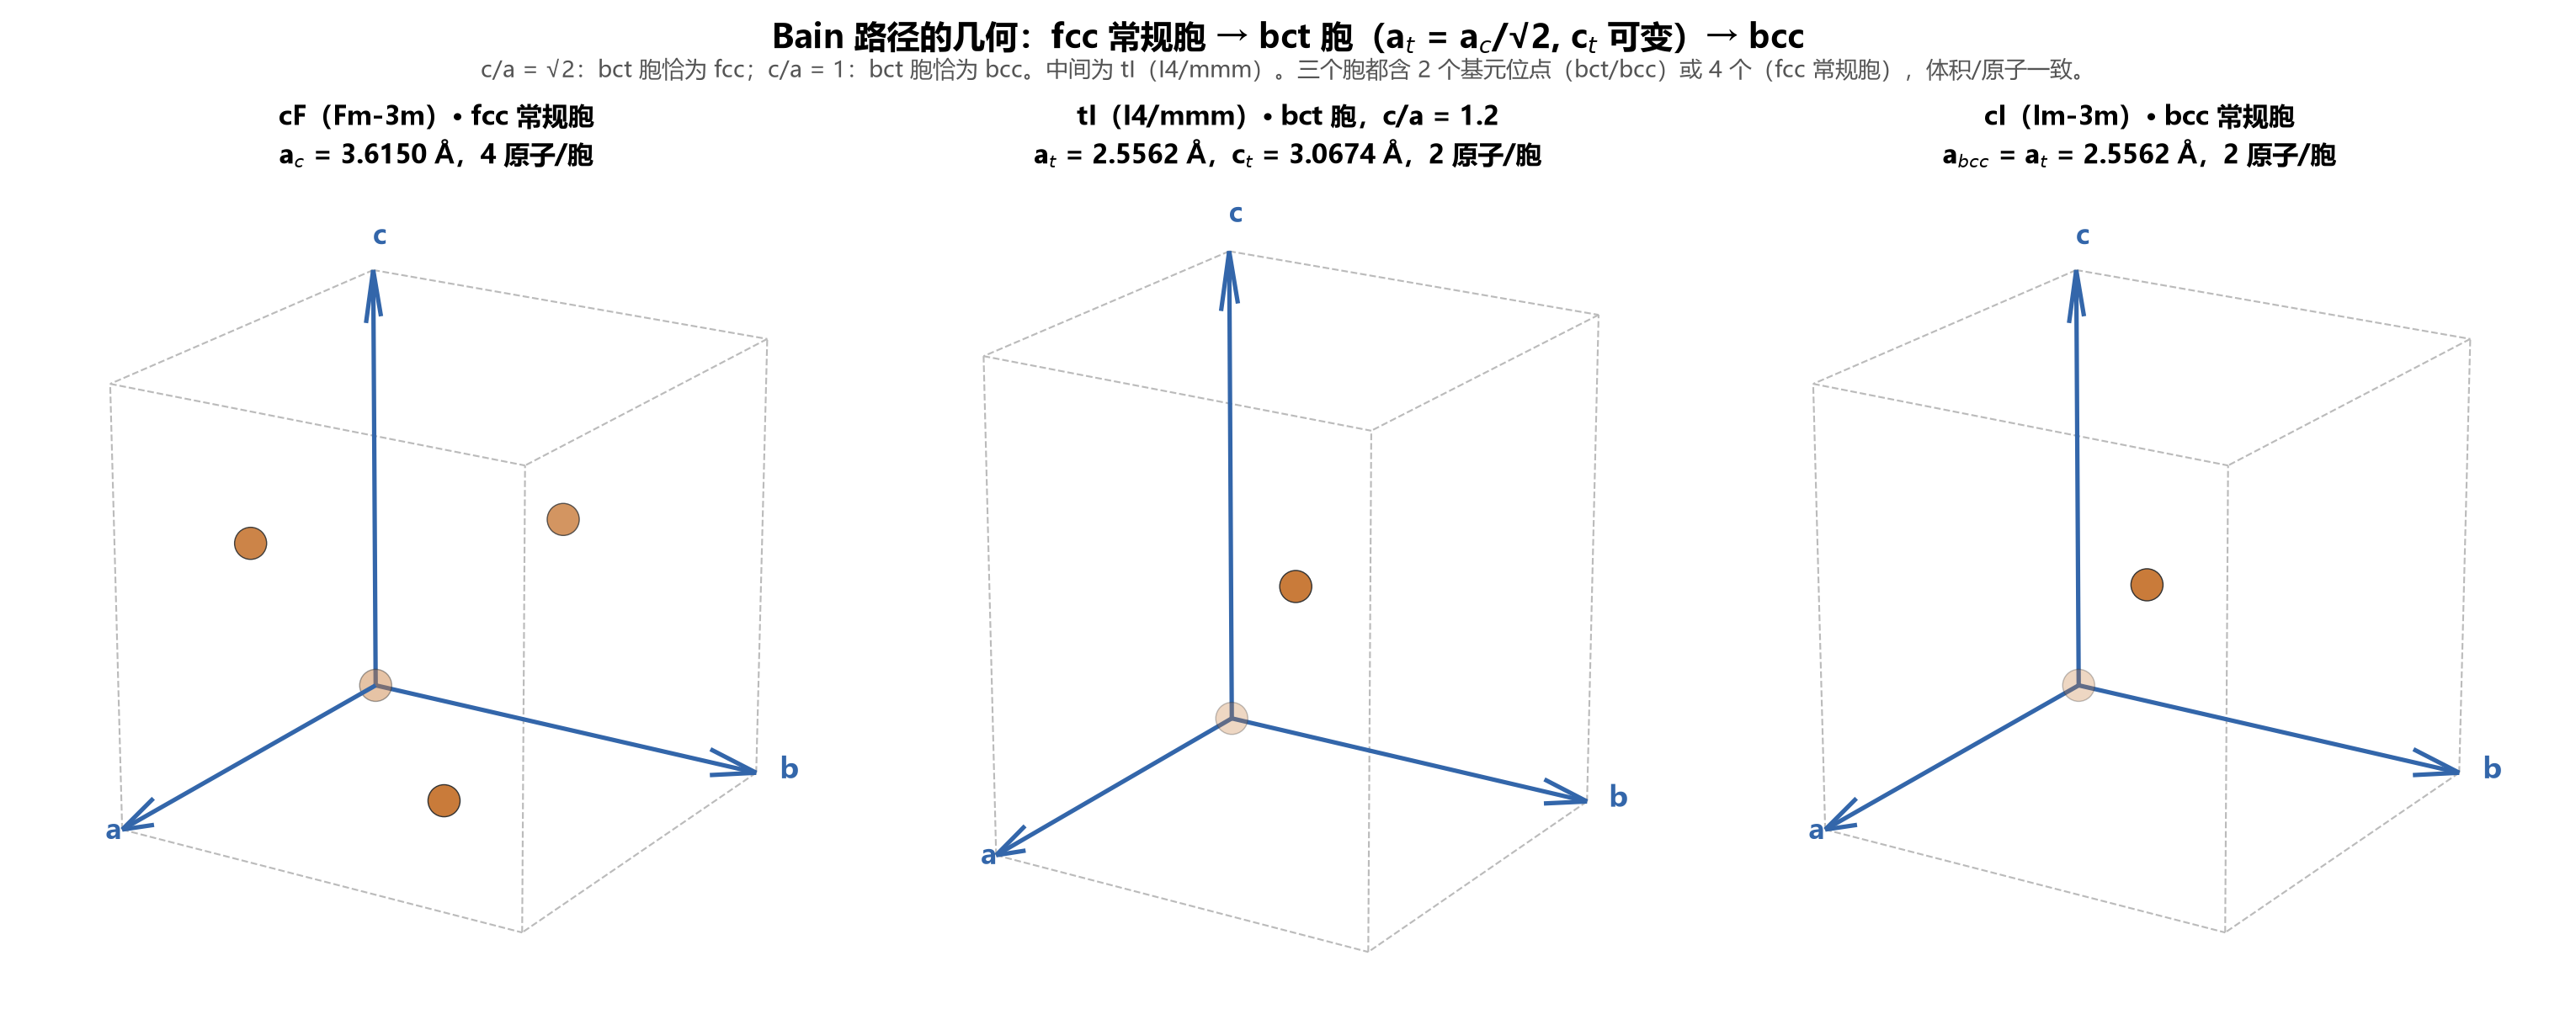 Bain 路径的几何：fcc 常规胞 → bct 胞（aₜ = a_c/√2, cₜ 可变）→ bcc
c/a = √2：bct 胞恰为 fcc；c/a = 1：bct 胞恰为 bcc。中间为 tI（I4/mmm）。三个胞都含 2 个基元位点（bct/bcc）或 4 个（fcc 常规胞），体积/原子一致。
cF（Fm-3m）• fcc 常规胞
a_c = 3.6150 Å，4 原子/胞
tI（I4/mmm）• bct 胞，c/a = 1.2
aₜ = 2.5562 Å，cₜ = 3.0674 Å，2 原子/胞
cI（Im-3m）• bcc 常规胞
a_bcc = aₜ = 2.5562 Å，2 原子/胞
c
b
a
c
b
a
c
b
a